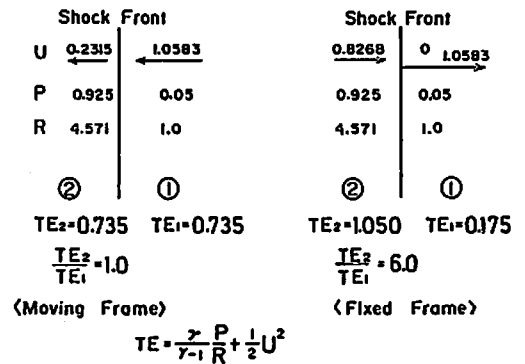 Shock Front Shock Front
U 0.2315 1.0583 0.8268 0 1.0583
P 0.925 0.05 0.925 0.05
R 4.571 1.0 4.571 1.0
② ① ② ①
TE₂=0.735 TE₁=0.735 TE₂=1.050 TE₁=0.175
TE₂/TE₁=1.0 TE₂/TE₁=6.0
<Moving Frame> <Fixed Frame>
TE=γ/(γ-1) P/R+1/2 U²